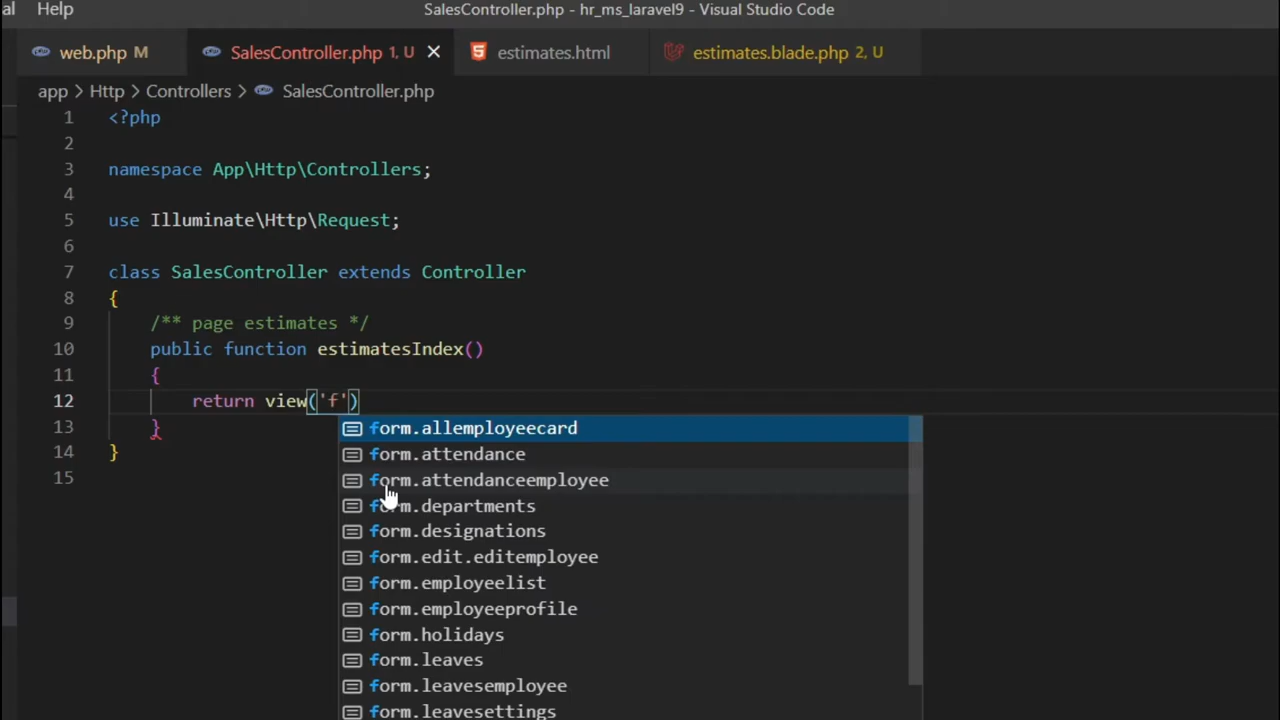 al Help SalesController.php - hr_ms_laravel9 - Visual Studio Code
web.php M SalesController.php 1, U estimates.html estimates.blade.php 2, U
app > Http > Controllers > SalesController.php
1 <?php
2
3 namespace App\Http\Controllers;
4
5 use Illuminate\Http\Request;
6
7 class SalesController extends Controller
8 {
9 /** page estimates */
10 public function estimatesIndex()
11 {
12 return view('f')
13 }
form.allemployeecard
14 }
form.attendance
15
form.attendanceemployee
form.departments
form.designations
form.edit.editemployee
form.employeelist
form.employeeprofile
form.holidays
form.leaves
form.leavesemployee
form.leavesettings